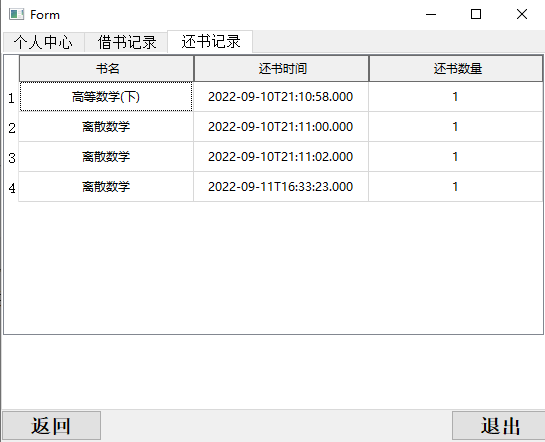 Form
个人中心 借书记录 还书记录
书名 还书时间 还书数量
1 高等数学(下) 2022-09-10T21:10:58.000 1
2 离散数学 2022-09-10T21:11:00.000 1
3 离散数学 2022-09-10T21:11:02.000 1
4 离散数学 2022-09-11T16:33:23.000 1
返回 退出